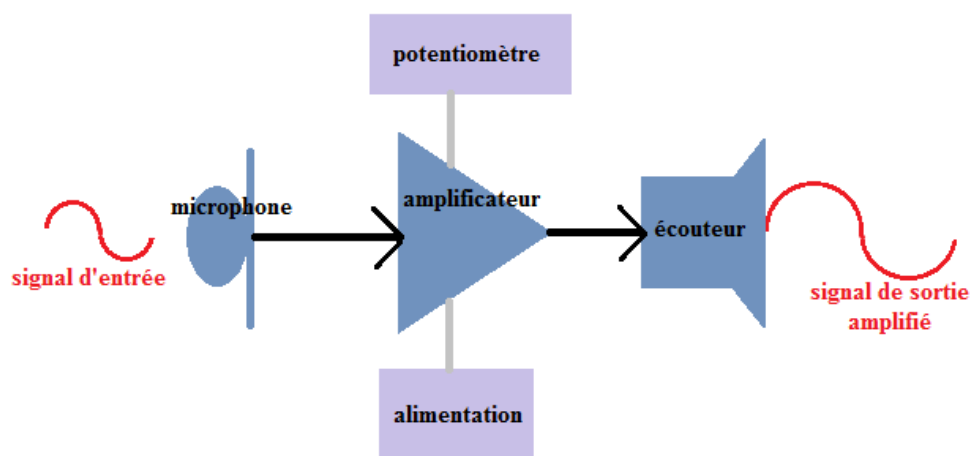 potentiomètre
microphone
amplificateur
écouteur
signal d'entrée
signal de sortie
amplifié
alimentation